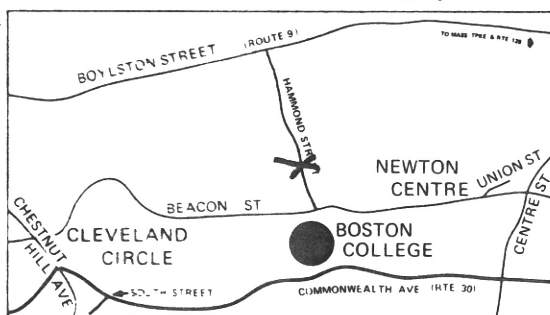 TO MASS TPKE & RTE 128
BOYLSTON STREET (ROUTE 9)
HAMMOND STR
NEWTON
CENTRE
UNION ST
BEACON ST
CENTRE ST
CHESTNUT
HILL AVE
CLEVELAND
CIRCLE
BOSTON
COLLEGE
SOUTH STREET
COMMONWEALTH AVE (RTE 30)